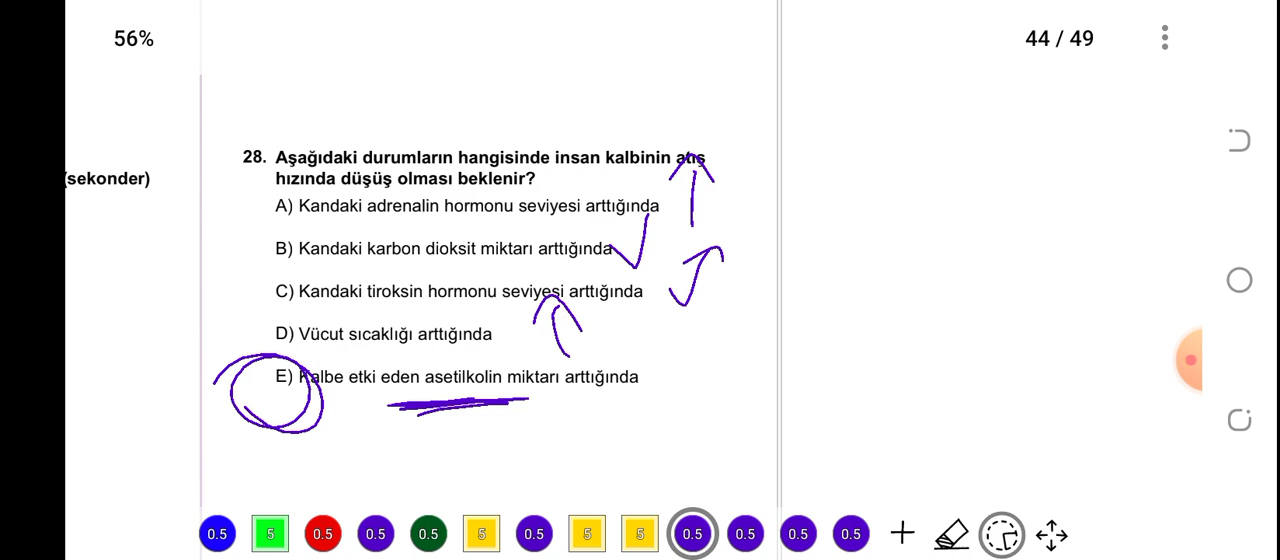 56%
44 / 49
(sekonder)
28. Aşağıdaki durumların hangisinde insan kalbinin atış
hızında düşüş olması beklenir?
A) Kandaki adrenalin hormonu seviyesi arttığında
B) Kandaki karbon dioksit miktarı arttığında
C) Kandaki tiroksin hormonu seviyesi arttığında
D) Vücut sıcaklığı arttığında
E) Kalbe etki eden asetilkolin miktarı arttığında
0.5 5 0.5 0.5 0.5 5 0.5 5 5 0.5 0.5 0.5 0.5